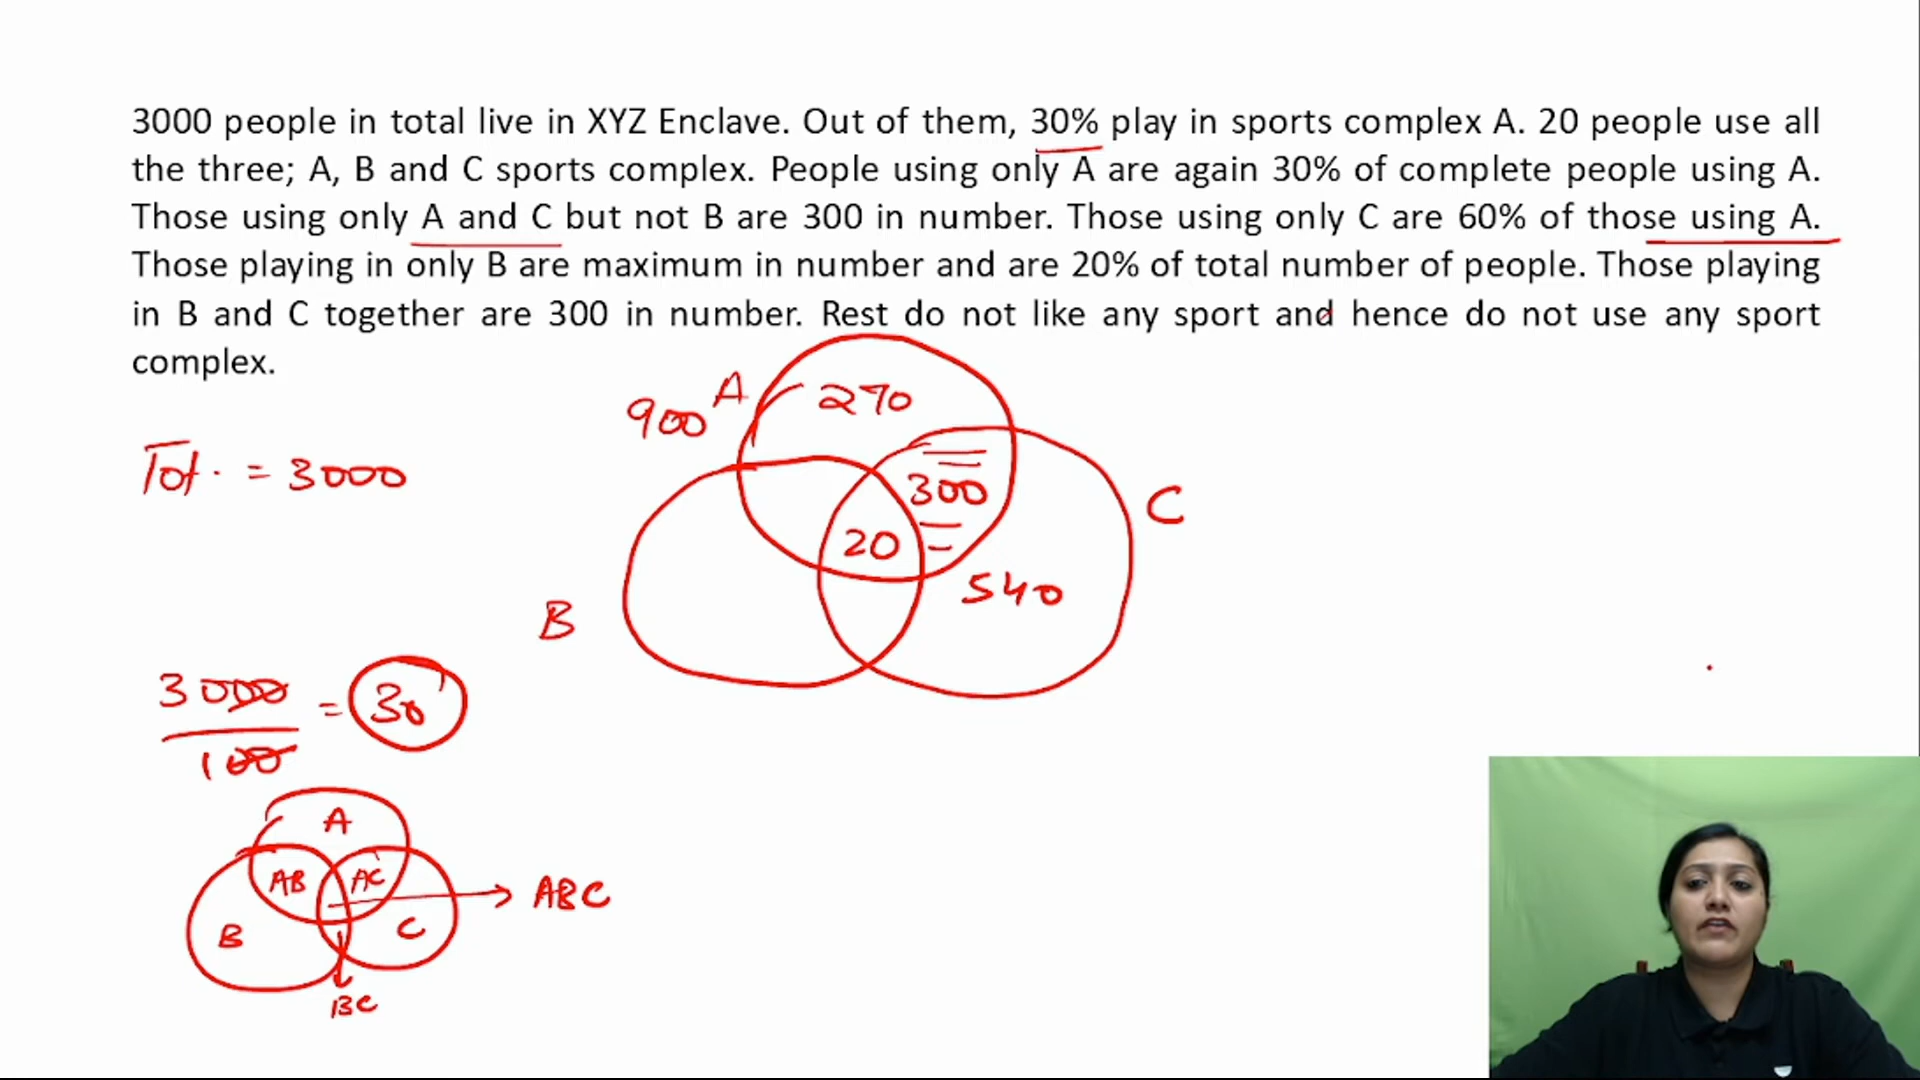 3000 people in total live in XYZ Enclave. Out of them, 30% play in sports complex A. 20 people use all
the three; A, B and C sports complex. People using only A are again 30% of complete people using A.
Those using only A and C but not B are 300 in number. Those using only C are 60% of those using A.
Those playing in only B are maximum in number and are 20% of total number of people. Those playing
in B and C together are 300 in number. Rest do not like any sport and hence do not use any sport
complex.
A
900
270
Tot. = 3000
300
C
20
540
B
3000
100
= 30
A
AB
AC
ABC
B
C
BC